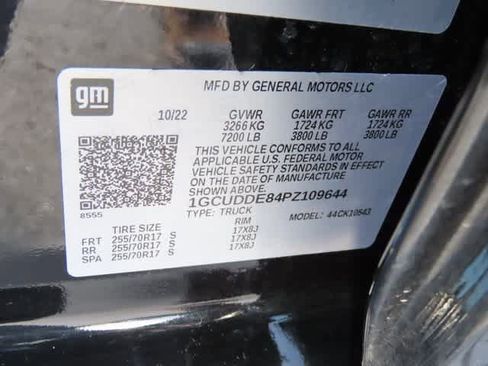 gm
MFD BY GENERAL MOTORS LLC
10/22 GVWR GAWR FRT GAWR RR
3266 KG 1724 KG 1724 KG
7200 LB 3800 LB 3800 LB
THIS VEHICLE CONFORMS TO ALL
APPLICABLE U.S. FEDERAL MOTOR
VEHICLE SAFETY STANDARDS IN EFFECT
ON THE DATE OF MANUFACTURE
SHOWN ABOVE.
1GCUDDE84PZ109644
TYPE: TRUCK MODEL: 44CK10543
8555
TIRE SIZE RIM
FRT 255/70R17 S 17X8J
RR 255/70R17 S 17X8J
SPA 255/70R17 S 17X8J